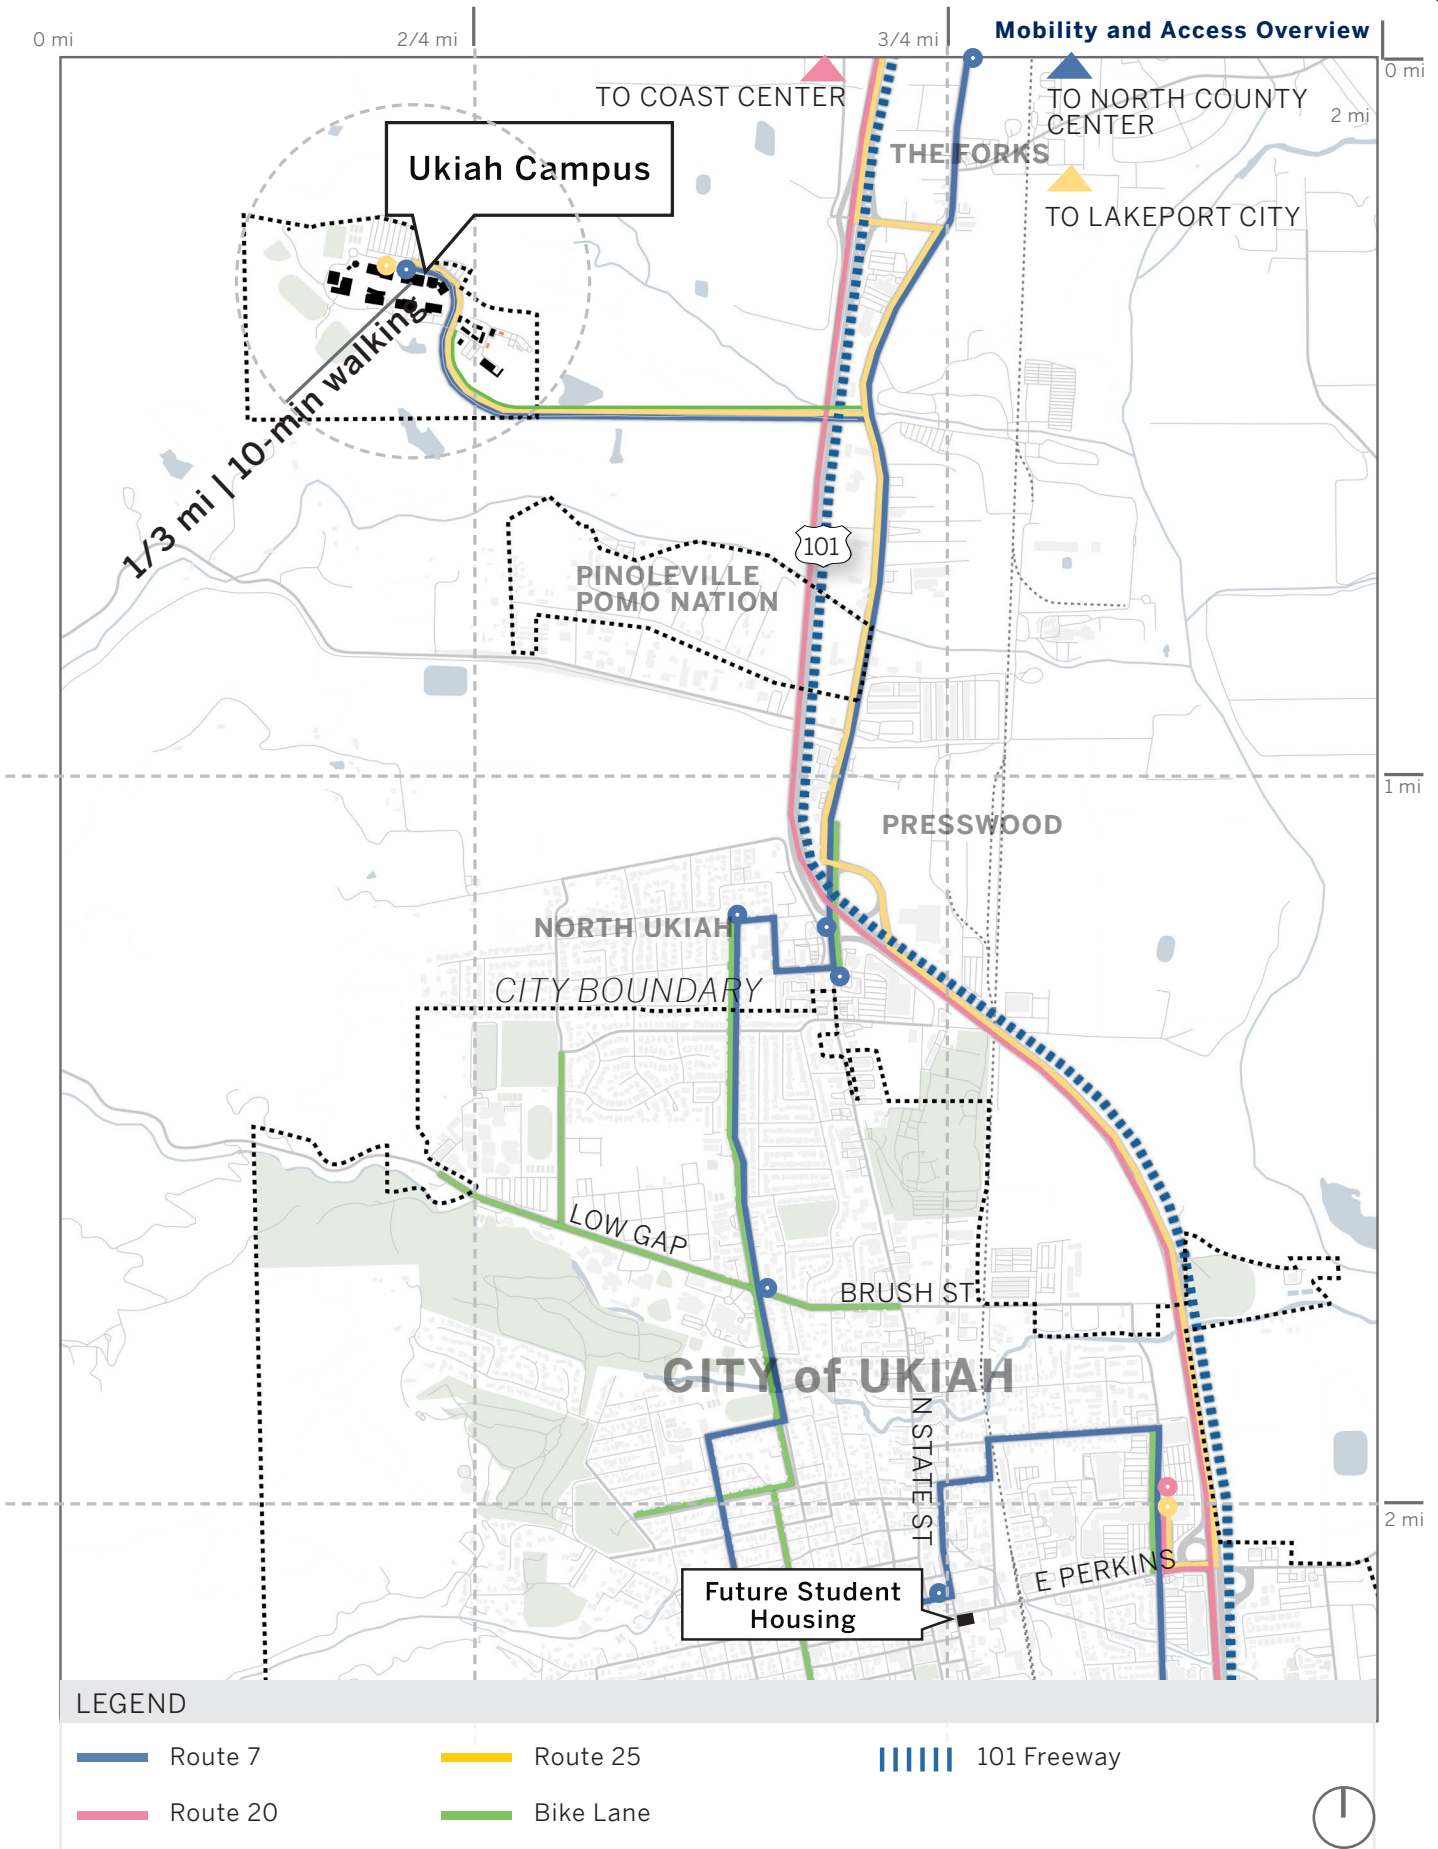 Mobility and Access Overview
0 mi
2/4 mi
3/4 mi
0 mi
TO COAST CENTER
TO NORTH COUNTY
CENTER
2 mi
THE FORKS
Ukiah Campus
TO LAKEPORT CITY
1/3 mi | 10-min walking
101
PINOLEVILLE
POMO NATION
1 mi
PRESSWOOD
NORTH UKIAH
CITY BOUNDARY
LOW GAP
BRUSH ST
CITY of UKIAH
N STATE ST
2 mi
E PERKINS
Future Student
Housing
LEGEND
Route 7
Route 25
101 Freeway
Route 20
Bike Lane